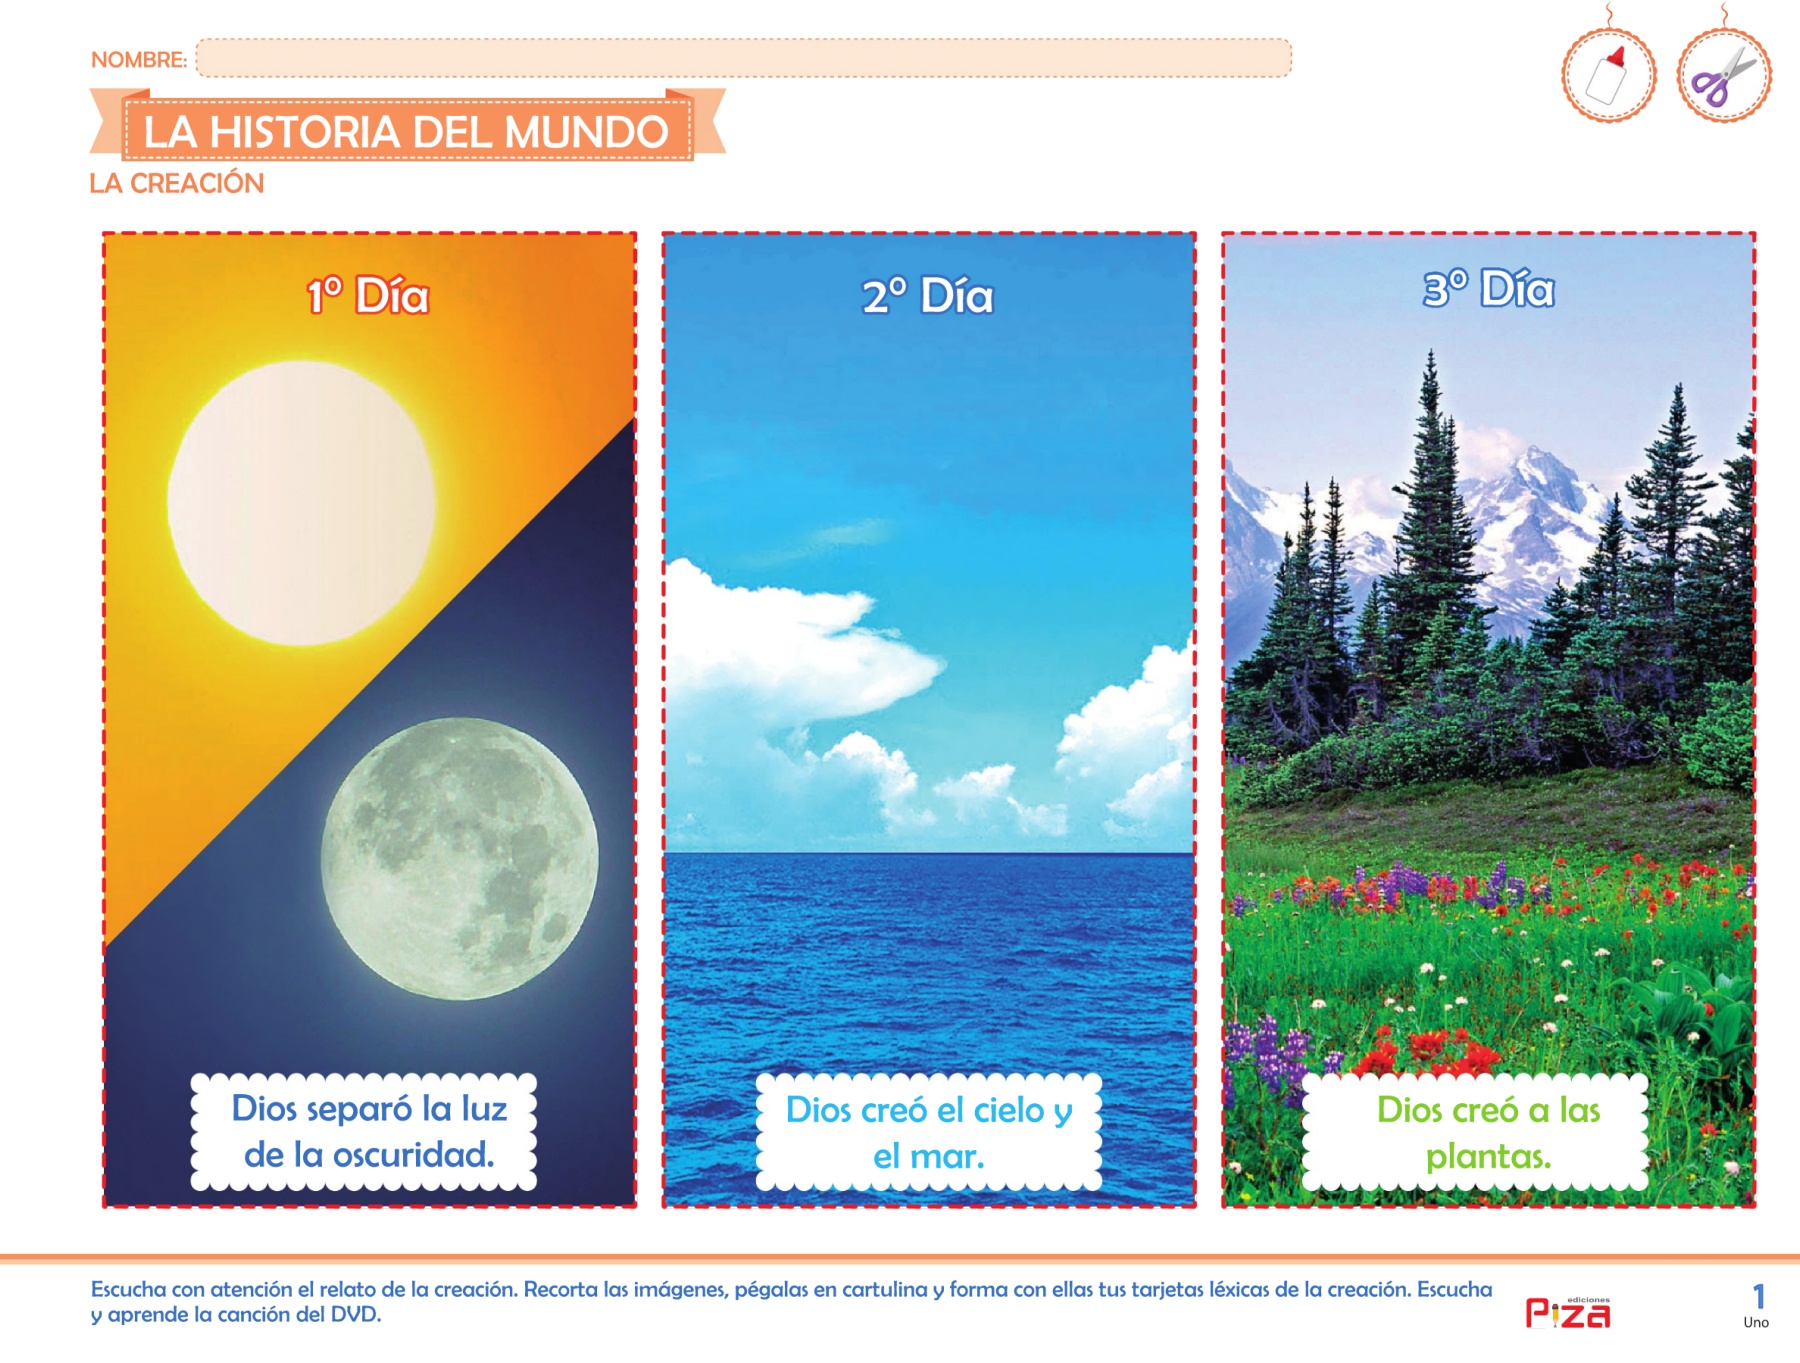 NOMBRE:
LA HISTORIA DEL MUNDO
LA CREACIÓN
1º Día
2º Día
3º Día
Dios separó la luz
de la oscuridad.
Dios creó el cielo y
el mar.
Dios creó a las
plantas.
Escucha con atención el relato de la creación. Recorta las imágenes, pégalas en cartulina y forma con ellas tus tarjetas léxicas de la creación. Escucha
y aprende la canción del DVD.
ediciones
Piza
1
Uno